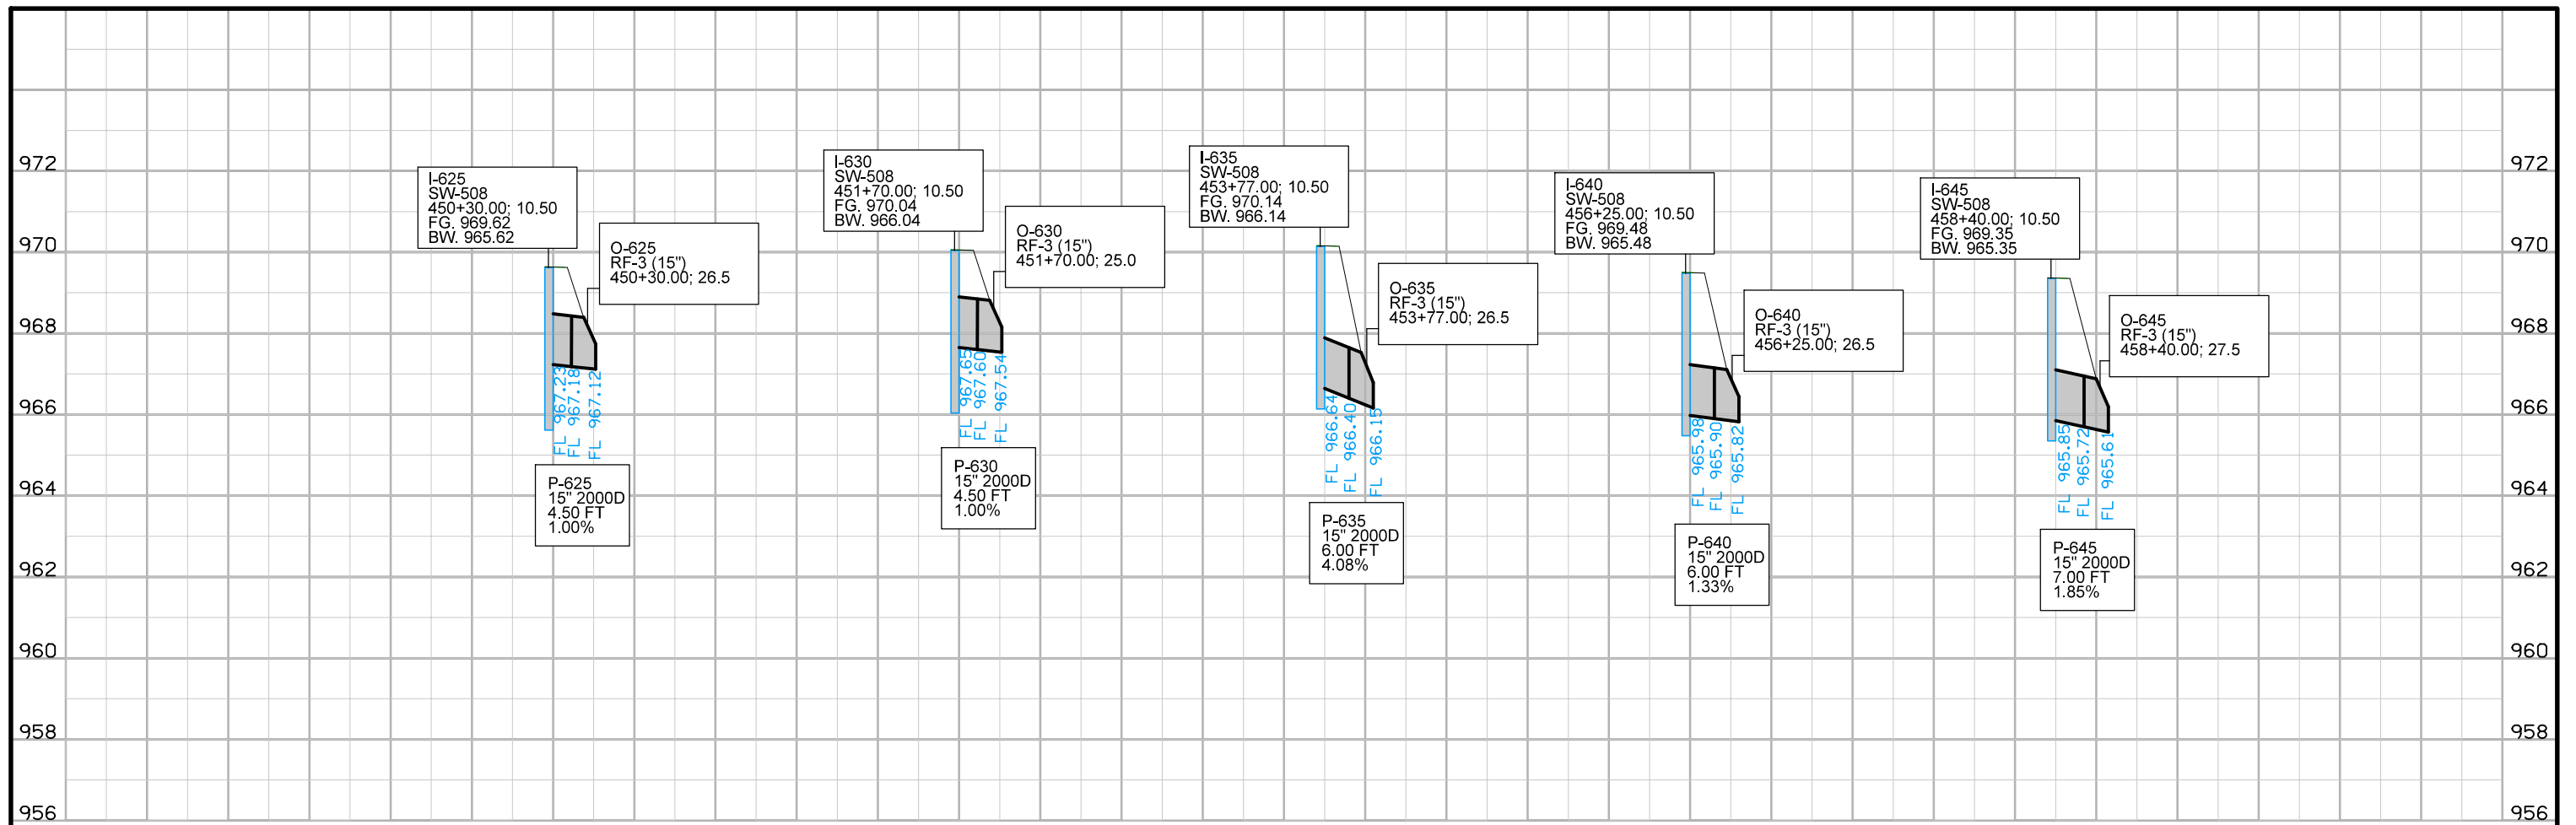 972
970
968
966
964
962
960
958
956
I-625
SW-508
450+30.00; 10.50
FG. 969.62
BW. 965.62
O-625
RF-3 (15")
450+30.00; 26.5
FL 967.23
FL 967.18
FL 967.12
P-625
15" 2000D
4.50 FT
1.00%
I-630
SW-508
451+70.00; 10.50
FG. 970.04
BW. 966.04
O-630
RF-3 (15")
451+70.00; 25.0
FL 967.65
FL 967.60
FL 967.54
P-630
15" 2000D
4.50 FT
1.00%
I-635
SW-508
453+77.00; 10.50
FG. 970.14
BW. 966.14
O-635
RF-3 (15")
453+77.00; 26.5
FL 966.64
FL 966.40
FL 966.15
P-635
15" 2000D
6.00 FT
4.08%
I-640
SW-508
456+25.00; 10.50
FG. 969.48
BW. 965.48
O-640
RF-3 (15")
456+25.00; 26.5
FL 965.98
FL 965.90
FL 965.82
P-640
15" 2000D
6.00 FT
1.33%
I-645
SW-508
458+40.00; 10.50
FG. 969.35
BW. 965.35
O-645
RF-3 (15")
458+40.00; 27.5
FL 965.85
FL 965.72
FL 965.61
P-645
15" 2000D
7.00 FT
1.85%
972
970
968
966
964
962
960
958
956